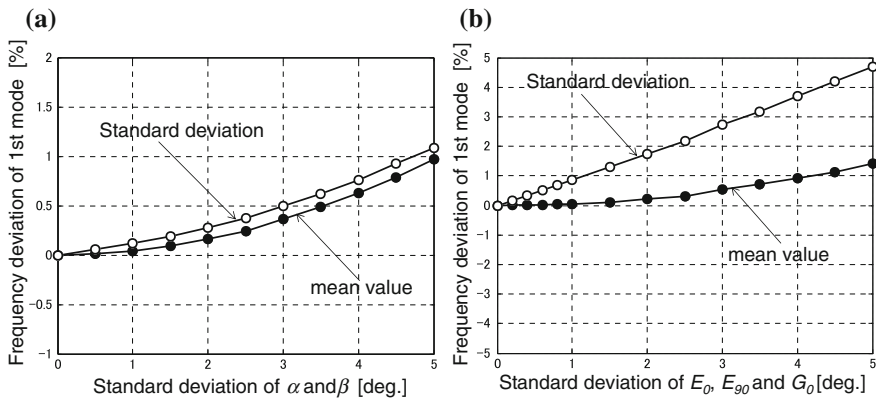 (a)
Frequency deviation of 1st mode [%]
2
1.5
1
0.5
0
-0.5
-1
Standard deviation
mean value
0 1 2 3 4 5
Standard deviation of α and β [deg.]
(b)
Frequency deviation of 1st mode [%]
5
4
3
2
1
0
-1
-2
-3
-4
-5
Standard deviation
mean value
0 1 2 3 4 5
Standard deviation of E0, E90 and G0 [deg.]